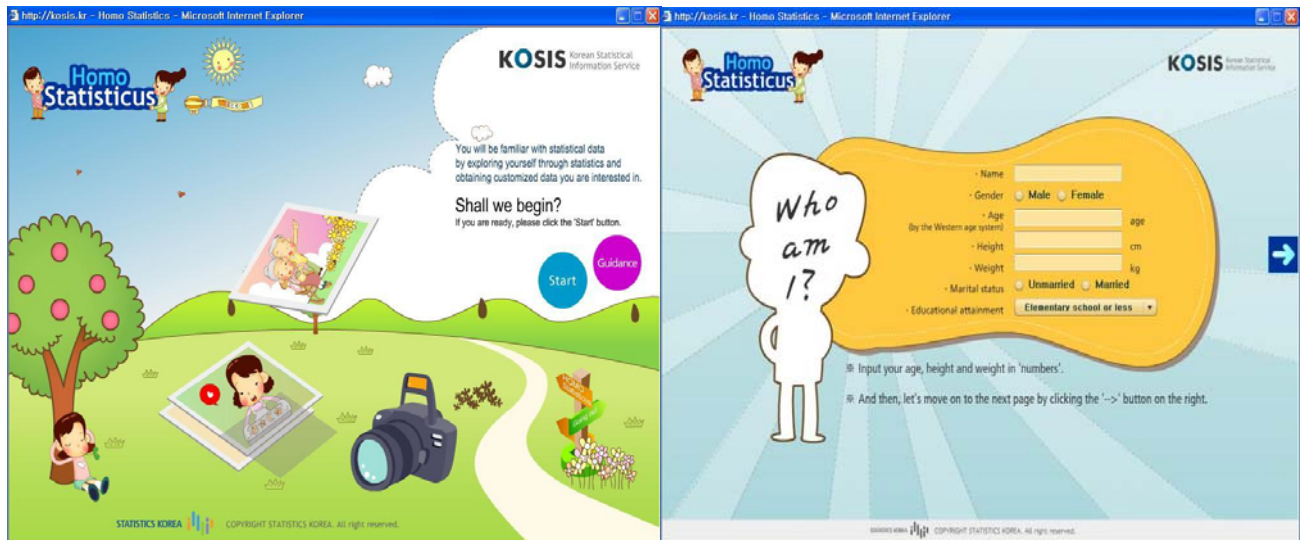 http://kosis.kr - Homo Statistics - Microsoft Internet Explorer
Homo
Statisticus
KOSIS Korean Statistical
Information Service
You will be familiar with statistical data
by exploring yourself through statistics and
obtaining customized data you are interested in.
Shall we begin?
If you are ready, please click the 'Start' button.
Start
Guidance
STATISTICS KOREA
COPYRIGHT STATISTICS KOREA. All right reserved.
http://kosis.kr - Homo Statistics - Microsoft Internet Explorer
Homo
Statisticus
KOSIS Korean Statistical
Information Service
Who
am
I?
· Name
· Gender Male Female
· Age age
(by the Western age system)
· Height cm
· Weight kg
· Marital status Unmarried Married
· Educational attainment Elementary school or less
※ Input your age, height and weight in 'numbers'.
※ And then, let's move on to the next page by clicking the '-->' button on the right.
STATISTICS KOREA COPYRIGHT STATISTICS KOREA. All right reserved.